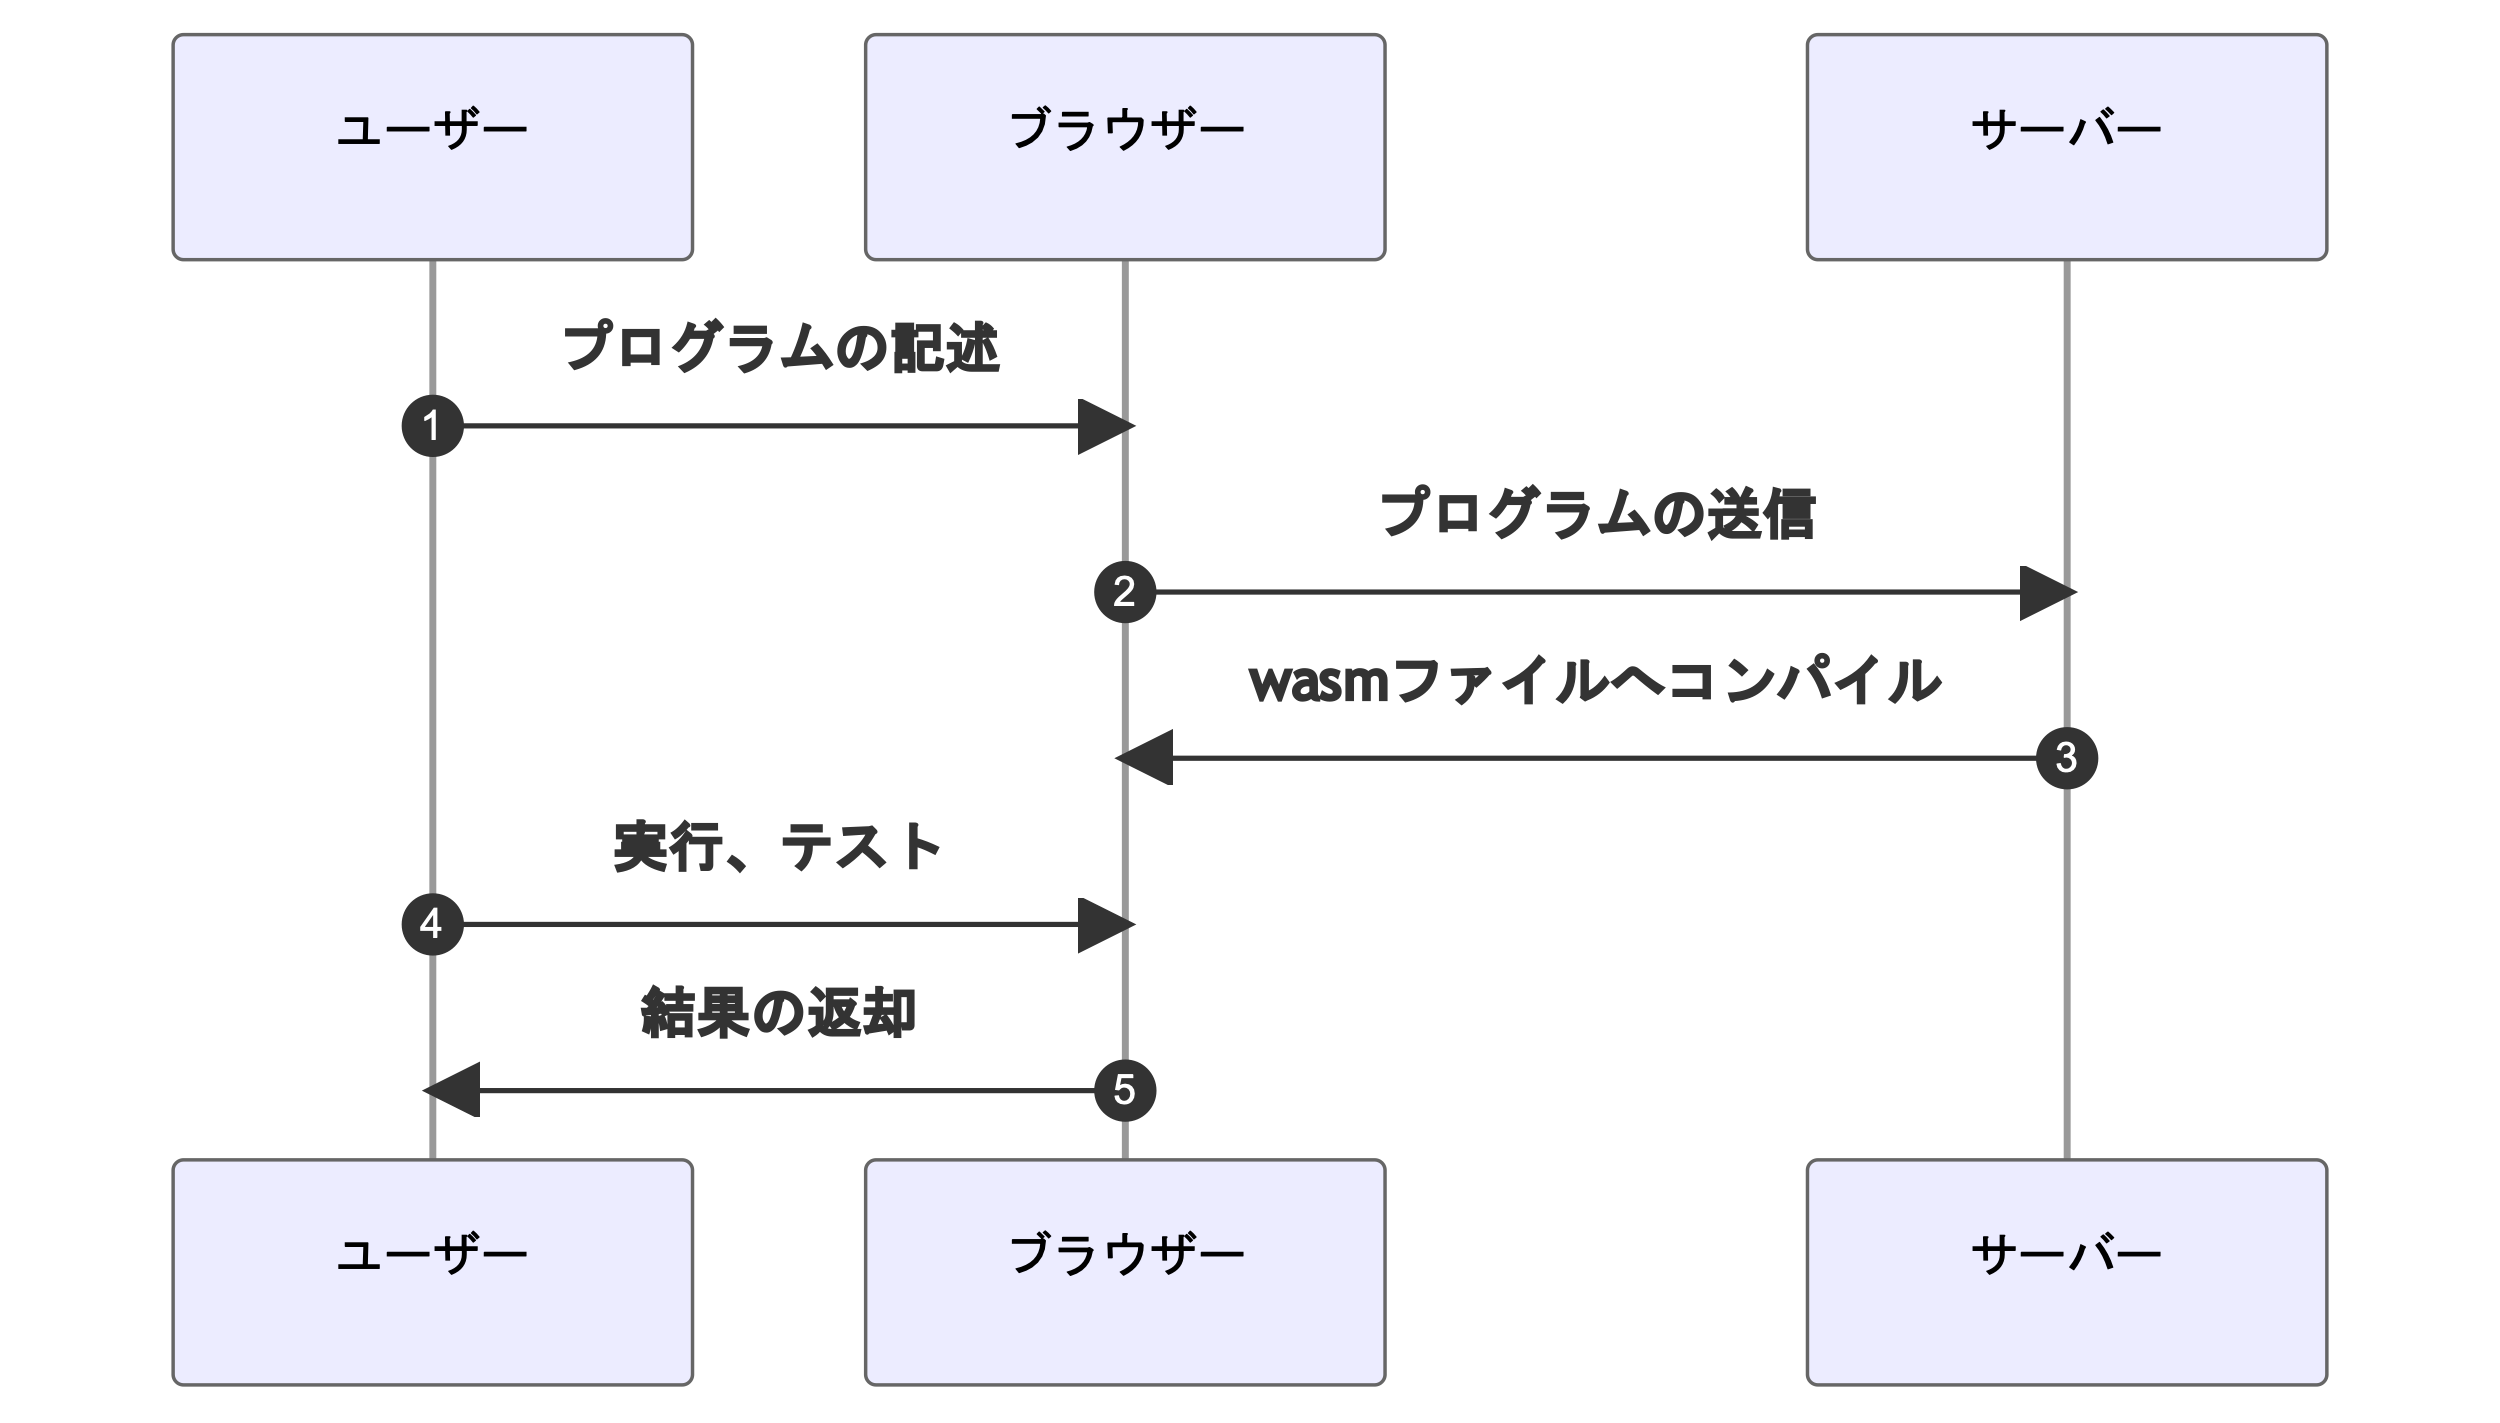 ユーザー
ブラウザー
サーバー
プログラムの記述
1
プログラムの送信
2
wasmファイルへコンパイル
3
実行、テスト
4
結果の返却
5
ユーザー
ブラウザー
サーバー